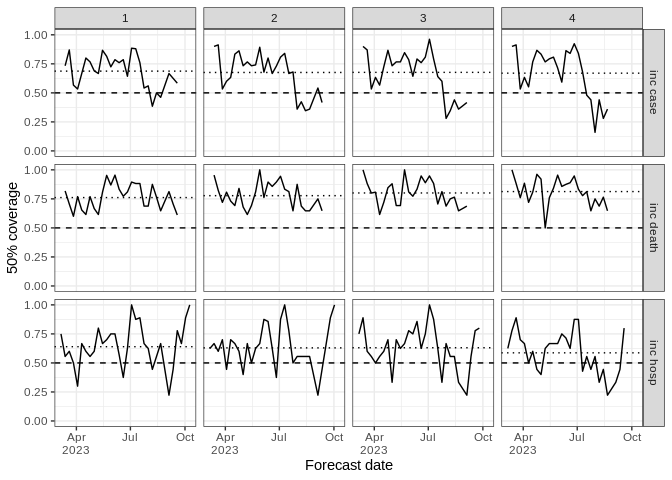 1 2 3 4
1.00
0.75
0.50
0.25
0.00
inc case
1.00
0.75
0.50
0.25
0.00
inc death
1.00
0.75
0.50
0.25
0.00
inc hosp
50% coverage
Apr Jul Oct Apr Jul Oct Apr Jul Oct Apr Jul Oct
2023 2023 2023 2023
Forecast date